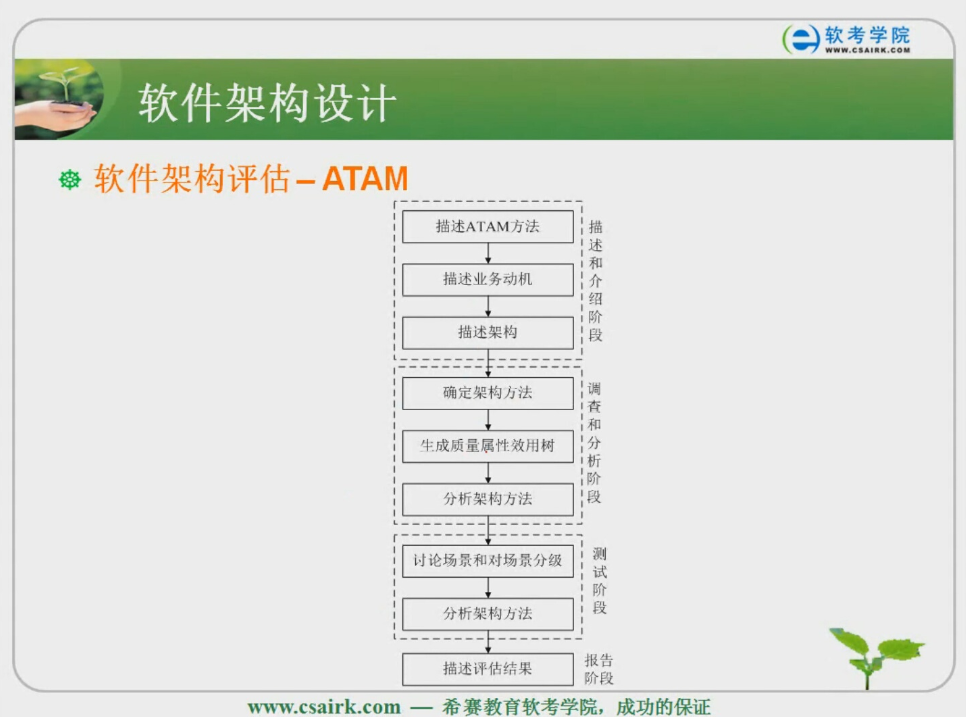 软考学院
WWW.CSAIRK.COM
软件架构设计
软件架构评估 – ATAM
描述ATAM方法
描述业务动机
描述架构
描述和介绍阶段
确定架构方法
生成质量属性效用树
分析架构方法
调查和分析阶段
讨论场景和对场景分级
分析架构方法
测试阶段
描述评估结果
报告
阶段
www.csairk.com — 希赛教育软考学院，成功的保证